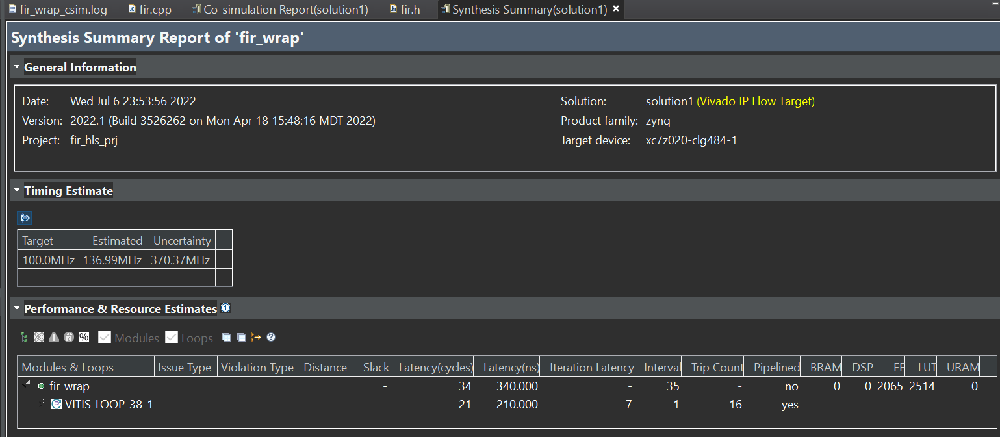 fir_wrap_csim.log fir.cpp Co-simulation Report(solution1) fir.h Synthesis Summary(solution1)
Synthesis Summary Report of 'fir_wrap'
General Information
Date: Wed Jul 6 23:53:56 2022 Solution: solution1 (Vivado IP Flow Target)
Version: 2022.1 (Build 3526262 on Mon Apr 18 15:48:16 MDT 2022) Product family: zynq
Project: fir_hls_prj Target device: xc7z020-clg484-1
Timing Estimate
Target Estimated Uncertainty
100.0MHz 136.99MHz 370.37MHz
Performance & Resource Estimates
% Modules Loops
Modules & Loops Issue Type Violation Type Distance Slack Latency(cycles) Latency(ns) Iteration Latency Interval Trip Count Pipelined BRAM DSP FF LUT URAM
fir_wrap - 34 340.000 - 35 - no 0 0 2065 2514 0
VITIS_LOOP_38_1 - 21 210.000 7 1 16 yes - - - - -